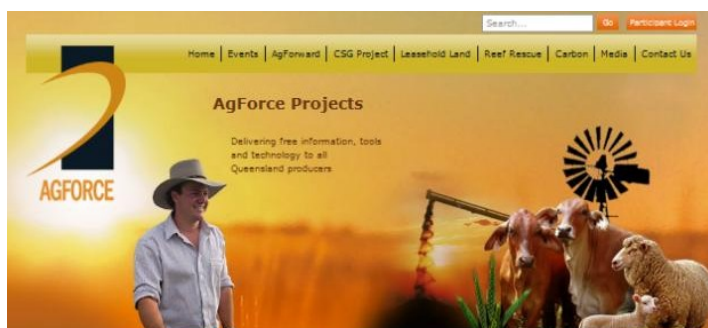 Search...
Go
Participant Login
Home | Events | AgForward | CSG Project | Leasehold Land | Reef Rescue | Carbon | Media | Contact Us
AgForce Projects
Delivering free information, tools
and technology to all
Queensland producers
AGFORCE